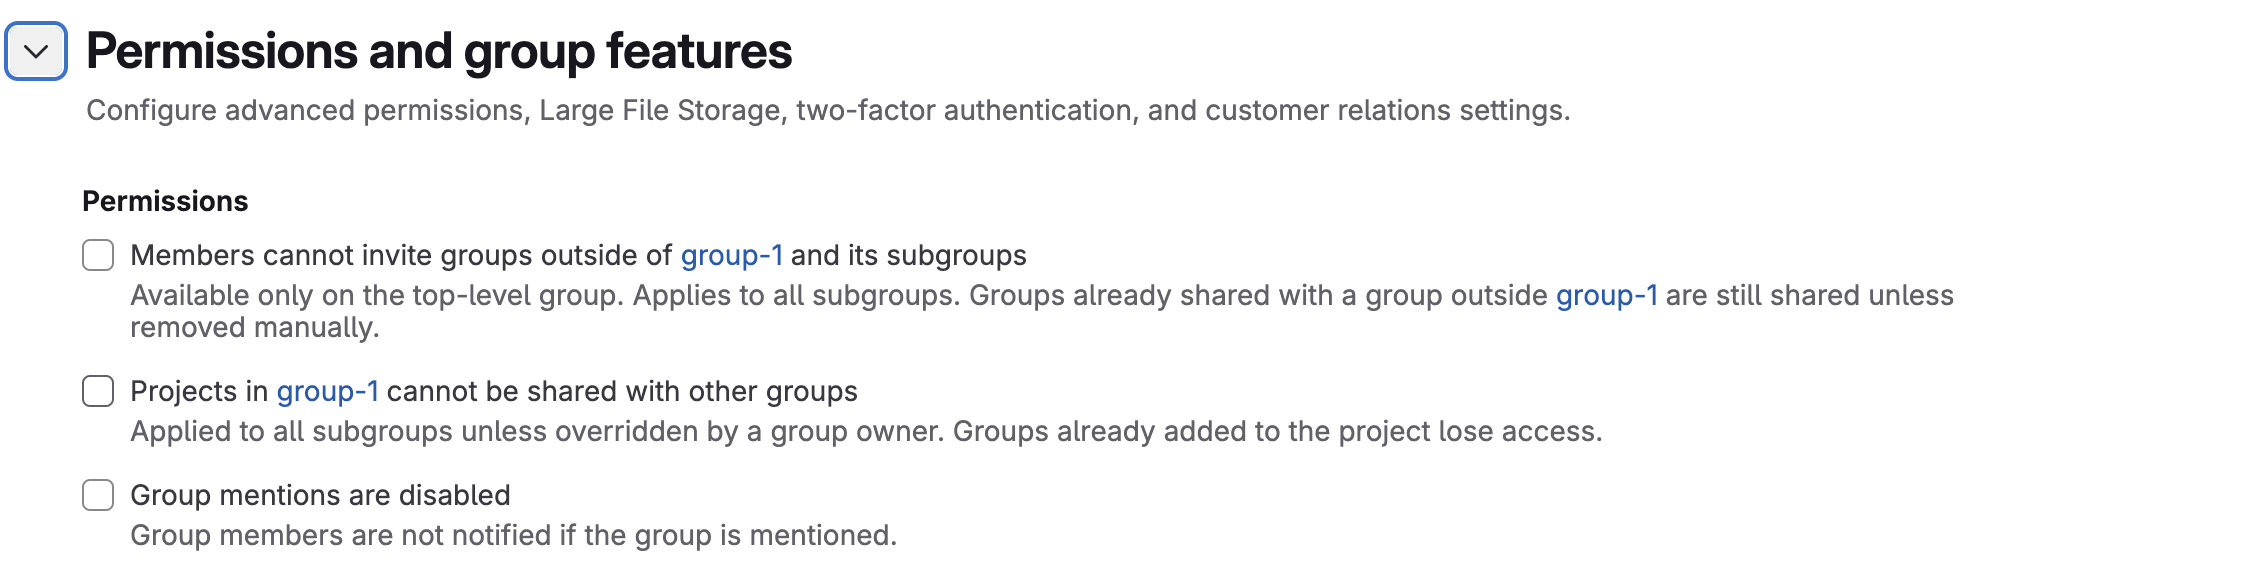 Permissions and group features
Configure advanced permissions, Large File Storage, two-factor authentication, and customer relations settings.
Permissions
Members cannot invite groups outside of group-1 and its subgroups
Available only on the top-level group. Applies to all subgroups. Groups already shared with a group outside group-1 are still shared unless
removed manually.
Projects in group-1 cannot be shared with other groups
Applied to all subgroups unless overridden by a group owner. Groups already added to the project lose access.
Group mentions are disabled
Group members are not notified if the group is mentioned.